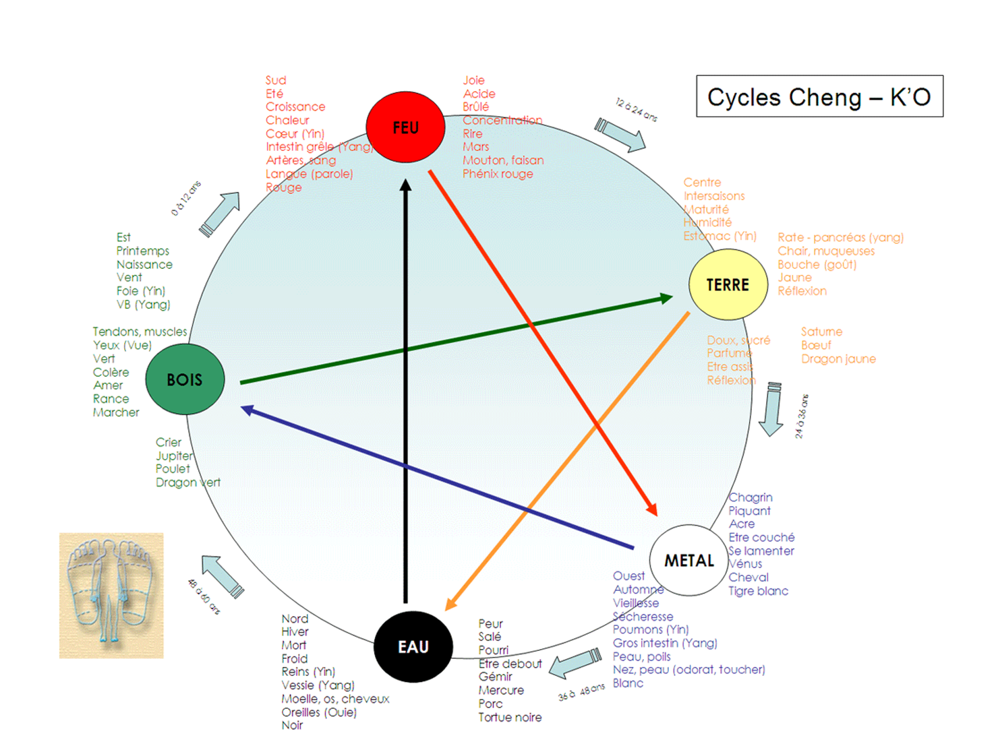 Cycles Cheng – K'O
Sud
Eté
Croissance
Chaleur
Cœur (Yin)
Intestin grêle (Yang)
Artères, sang
Langue (parole)
Rouge
FEU
Joie
Acide
Brûlé
Concentration
Rire
Mars
Mouton, faisan
Phénix rouge
12 à 24 ans
Centre
Intersaisons
Maturité
Humidité
Estomac (Yin)
Rate - pancréas (yang)
Chair, muqueuses
Bouche (goût)
Jaune
Réflexion
TERRE
Doux, sucré
Parfumé
Etre assis
Réflexion
Saturne
Bœuf
Dragon jaune
24 à 36 ans
0 à 12 ans
Est
Printemps
Naissance
Vent
Foie (Yin)
VB (Yang)
Tendons, muscles
Yeux (Vue)
Vert
Colère
Amer
Rance
Marcher
BOIS
Crier
Jupiter
Poulet
Dragon vert
Chagrin
Piquant
Acre
Etre couché
Se lamenter
Vénus
Cheval
Tigre blanc
METAL
Ouest
Automne
Vieillesse
Sécheresse
Poumons (Yin)
Gros intestin (Yang)
Peau, poils
Nez, peau (odorat, toucher)
Blanc
36 à 48 ans
48 à 60 ans
Nord
Hiver
Mort
Froid
Reins (Yin)
Vessie (Yang)
Moelle, os, cheveux
Oreilles (Ouie)
Noir
EAU
Peur
Salé
Pourri
Etre debout
Gémir
Mercure
Porc
Tortue noire